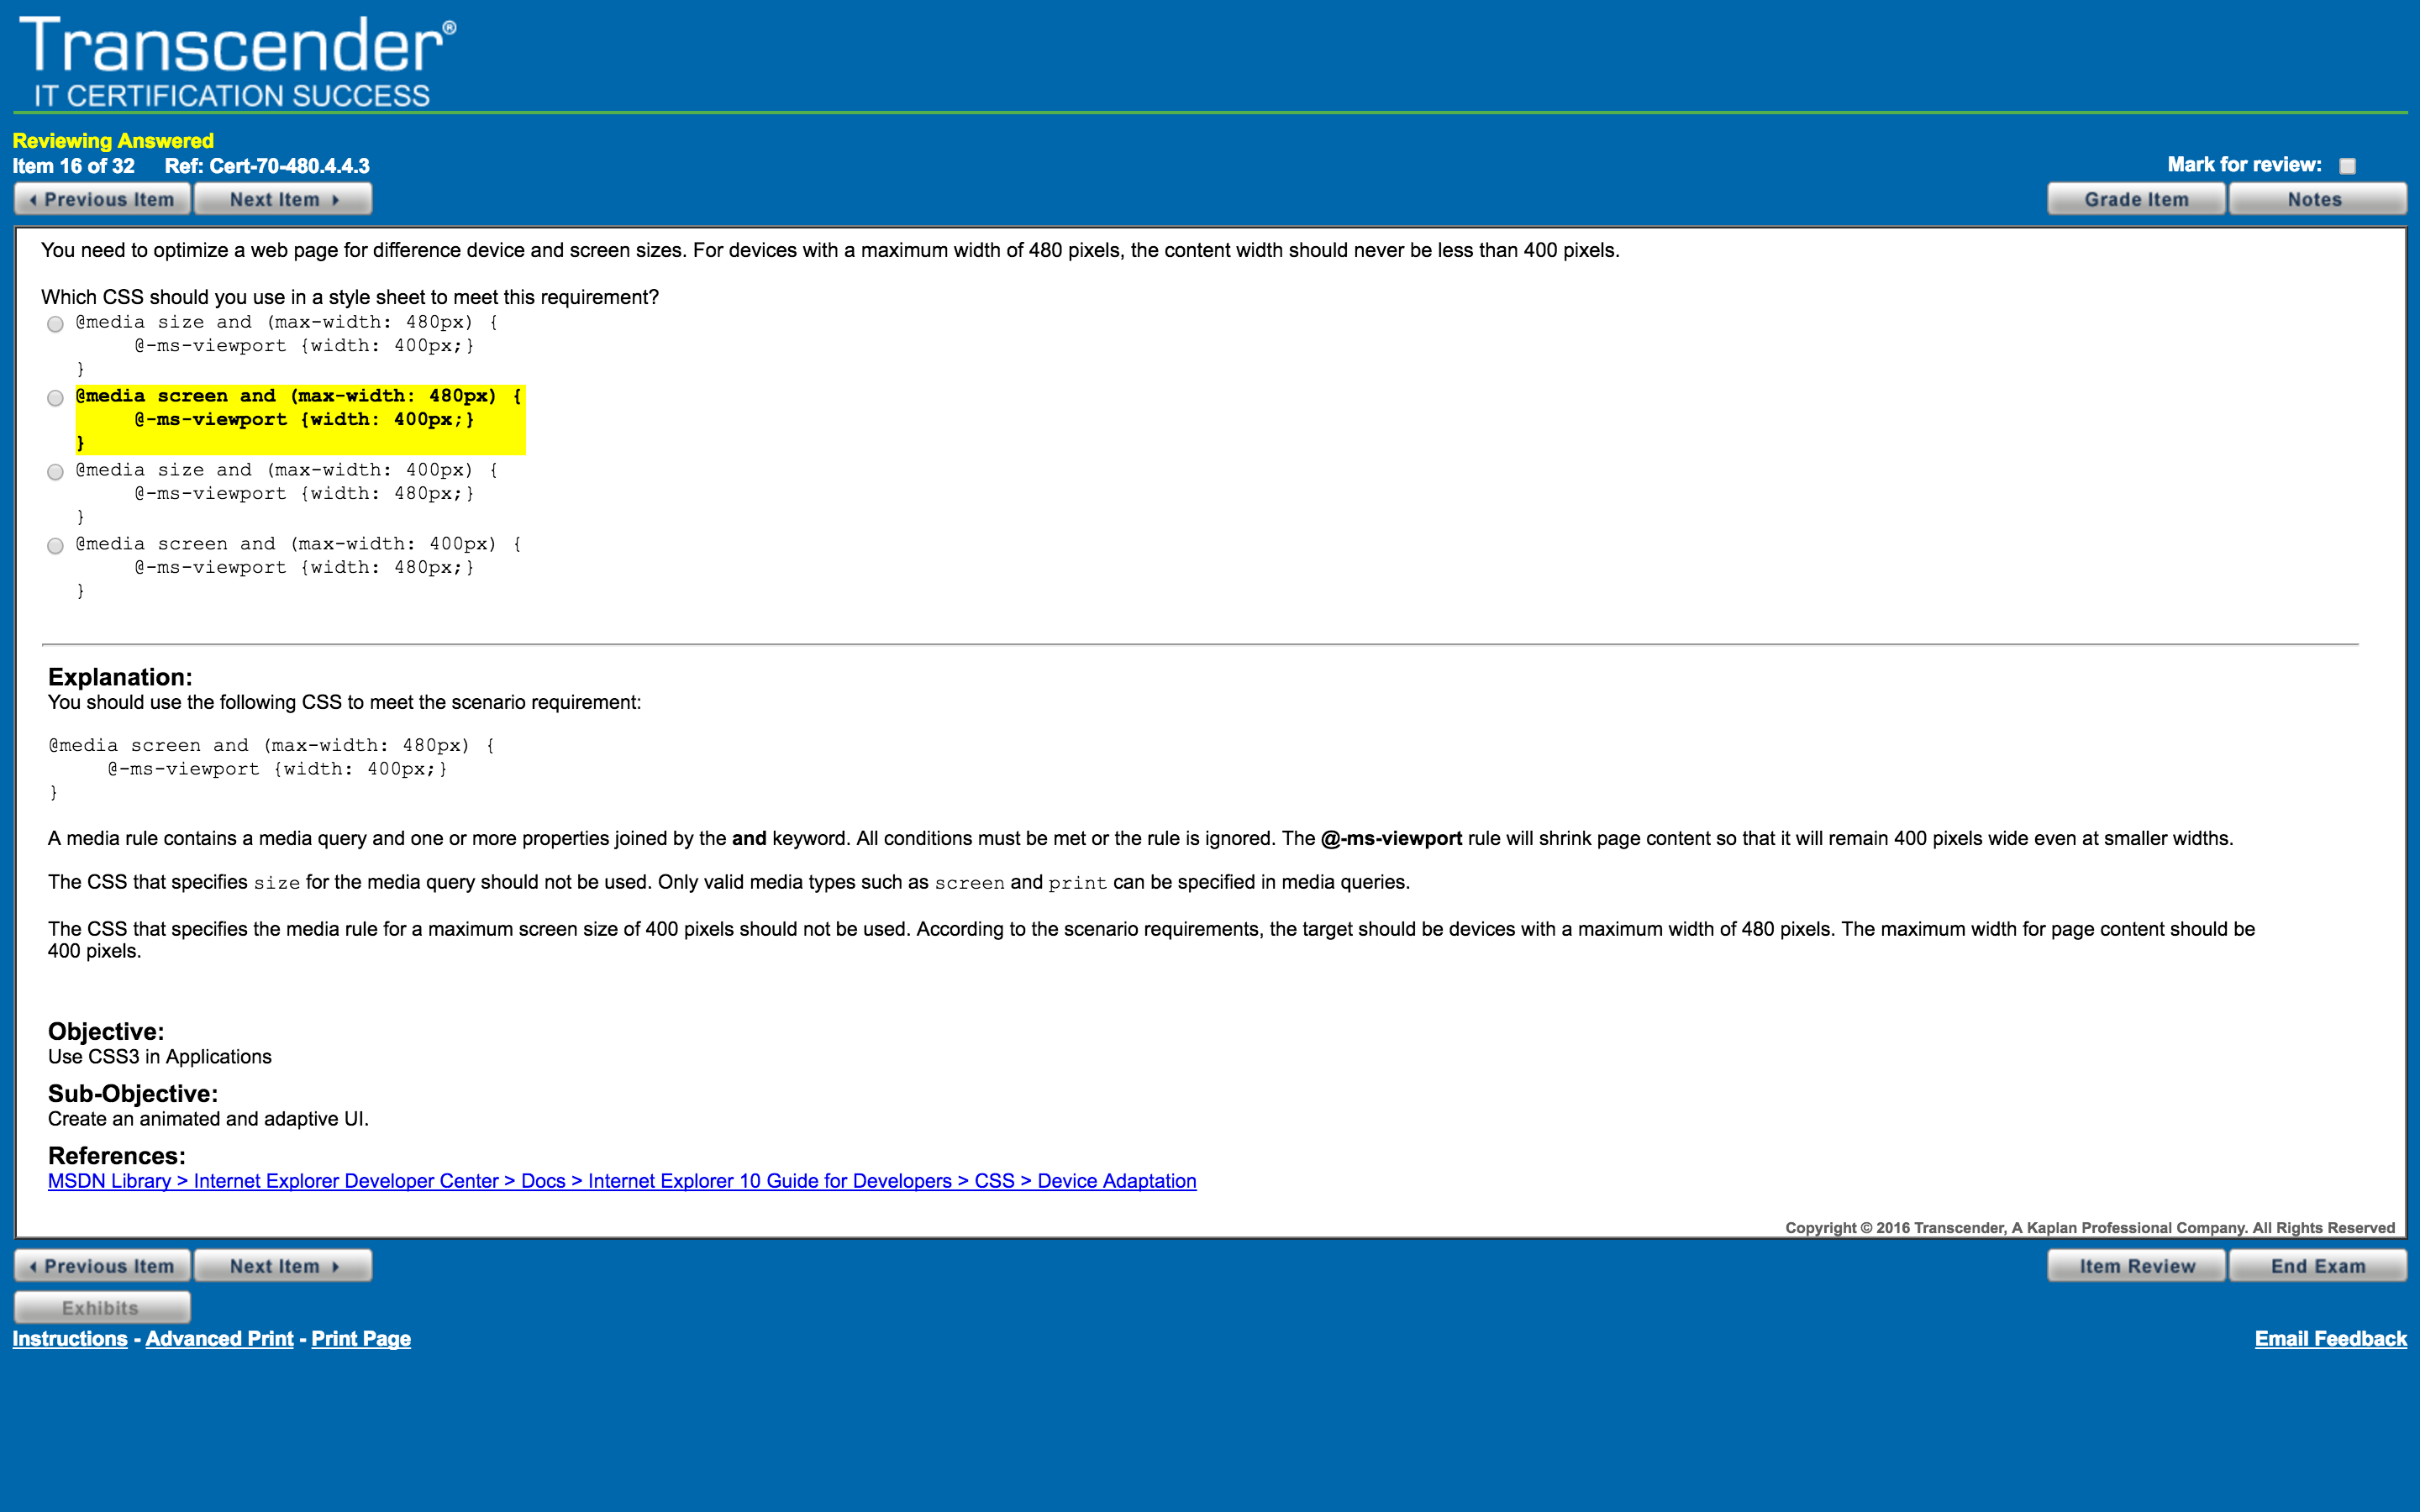 Transcender®
IT CERTIFICATION SUCCESS
Reviewing Answered
Item 16 of 32 Ref: Cert-70-480.4.4.3
Mark for review:
Previous Item Next Item Grade Item Notes
You need to optimize a web page for difference device and screen sizes. For devices with a maximum width of 480 pixels, the content width should never be less than 400 pixels.
Which CSS should you use in a style sheet to meet this requirement?
@media size and (max-width: 480px) {
@-ms-viewport {width: 400px;}
}
@media screen and (max-width: 480px) {
@-ms-viewport {width: 400px;}
}
@media size and (max-width: 400px) {
@-ms-viewport {width: 480px;}
}
@media screen and (max-width: 400px) {
@-ms-viewport {width: 480px;}
}
Explanation:
You should use the following CSS to meet the scenario requirement:
@media screen and (max-width: 480px) {
@-ms-viewport {width: 400px;}
}
A media rule contains a media query and one or more properties joined by the and keyword. All conditions must be met or the rule is ignored. The @-ms-viewport rule will shrink page content so that it will remain 400 pixels wide even at smaller widths.
The CSS that specifies size for the media query should not be used. Only valid media types such as screen and print can be specified in media queries.
The CSS that specifies the media rule for a maximum screen size of 400 pixels should not be used. According to the scenario requirements, the target should be devices with a maximum width of 480 pixels. The maximum width for page content should be
400 pixels.
Objective:
Use CSS3 in Applications
Sub-Objective:
Create an animated and adaptive UI.
References:
MSDN Library > Internet Explorer Developer Center > Docs > Internet Explorer 10 Guide for Developers > CSS > Device Adaptation
Copyright © 2016 Transcender, A Kaplan Professional Company. All Rights Reserved
Previous Item Next Item Item Review End Exam
Exhibits
Instructions - Advanced Print - Print Page Email Feedback